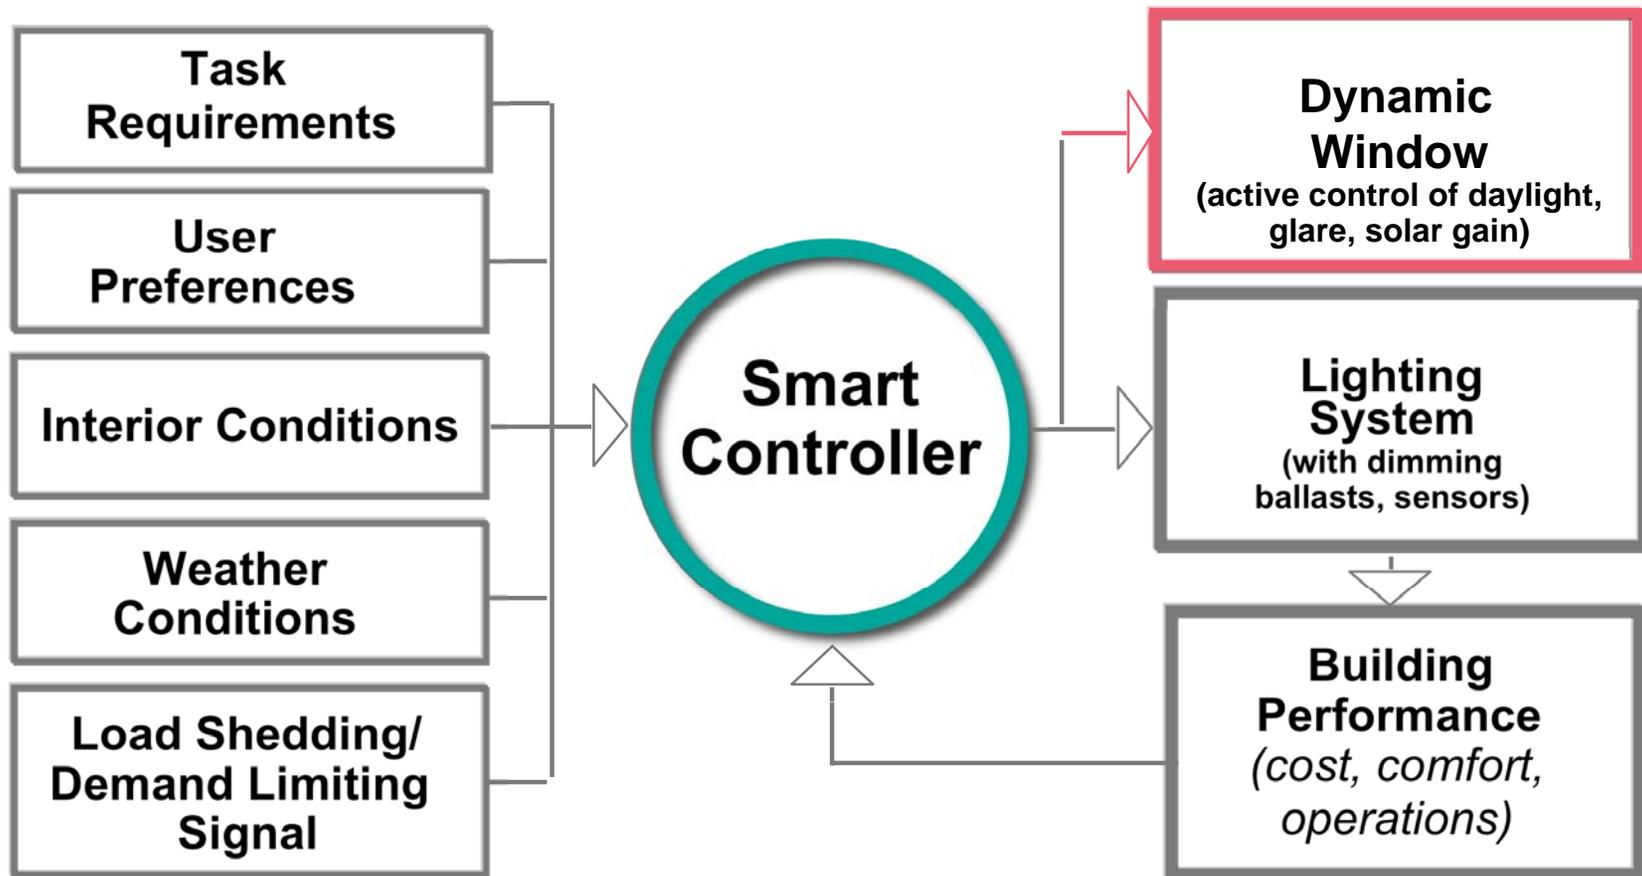 Task
Requirements
User
Preferences
Interior Conditions
Weather
Conditions
Load Shedding/
Demand Limiting
Signal
Smart
Controller
Dynamic
Window
(active control of daylight,
glare, solar gain)
Lighting
System
(with dimming
ballasts, sensors)
Building
Performance
(cost, comfort,
operations)